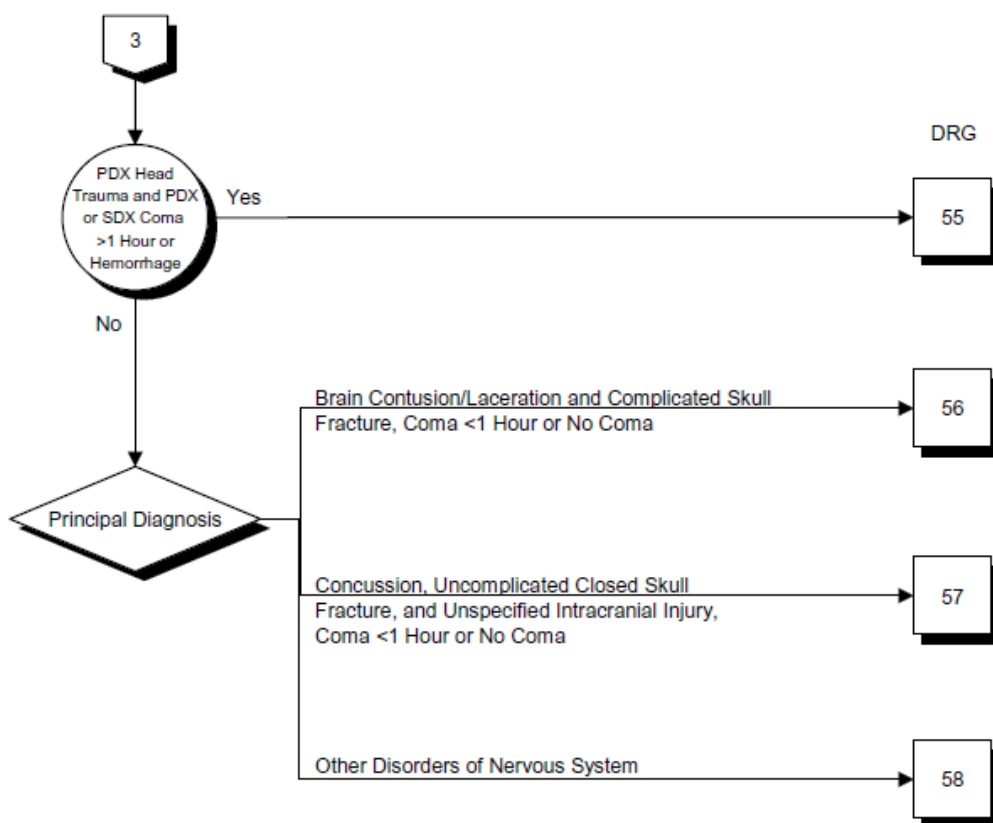 3
DRG
PDX Head
Trauma and PDX
or SDX Coma
>1 Hour or
Hemorrhage
Yes
55
No
Brain Contusion/Laceration and Complicated Skull
Fracture, Coma <1 Hour or No Coma
56
Principal Diagnosis
Concussion, Uncomplicated Closed Skull
Fracture, and Unspecified Intracranial Injury,
Coma <1 Hour or No Coma
57
Other Disorders of Nervous System
58